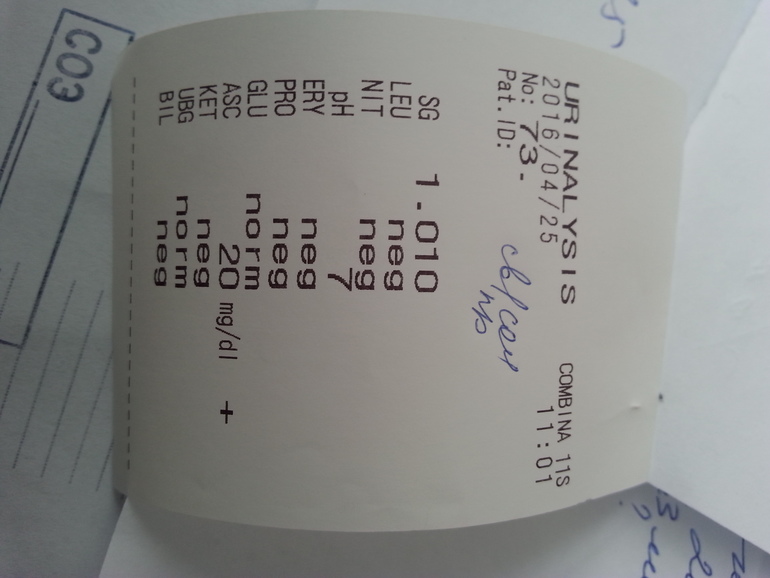 URINALYSIS COMBINA 11S
2016/04/25 11:01
No: 73-
Pat. ID:
SG 1.010
LEU neg
NIT neg
pH 7
ERY neg
PRO neg
GLU norm
ASC 20 mg/dl +
KET neg
UBG norm
BIL neg
СОЭ